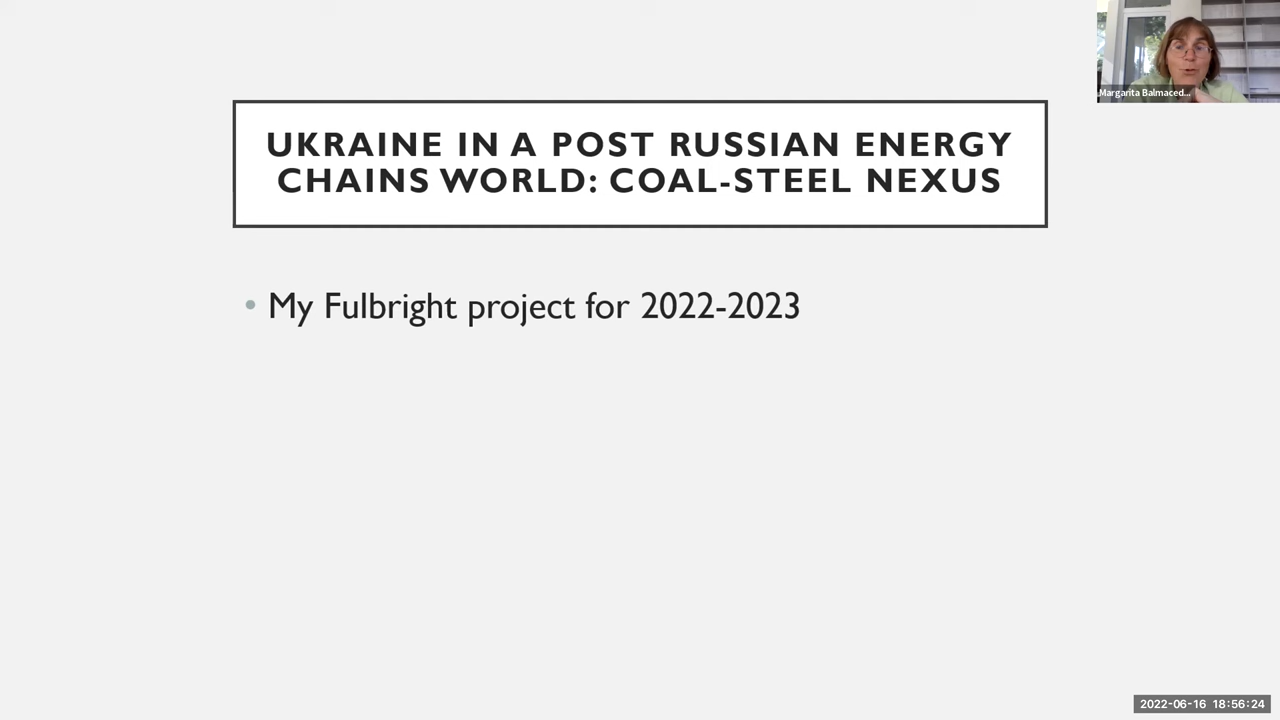 Margarita Balmaced...
UKRAINE IN A POST RUSSIAN ENERGY
CHAINS WORLD: COAL-STEEL NEXUS
• My Fulbright project for 2022-2023
2022-06-16 18:56:24